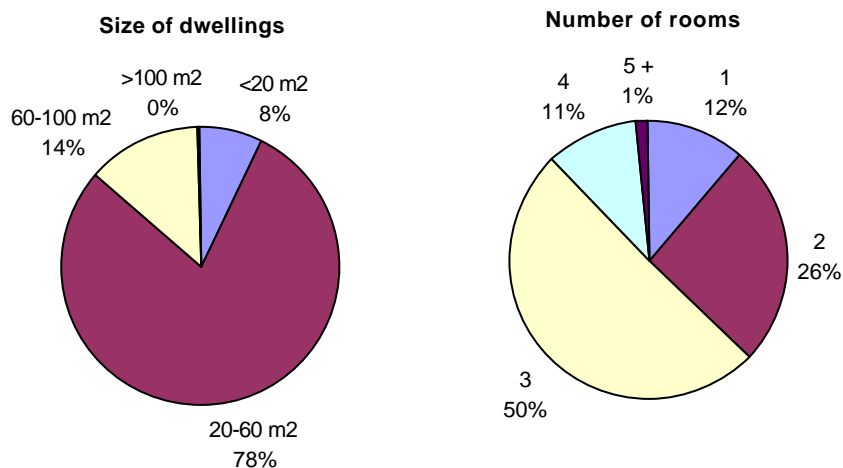 Size of dwellings
>100 m2
0%
<20 m2
8%
60-100 m2
14%
20-60 m2
78%
Number of rooms
5 +
1%
1
12%
4
11%
2
26%
3
50%